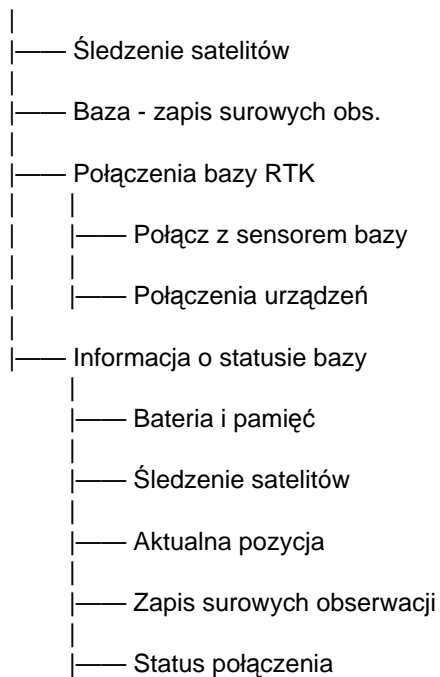 Śledzenie satelitów
Baza - zapis surowych obs.
Połączenia bazy RTK
Połącz z sensorem bazy
Połączenia urządzeń
Informacja o statusie bazy
Bateria i pamięć
Śledzenie satelitów
Aktualna pozycja
Zapis surowych obserwacji
Status połączenia